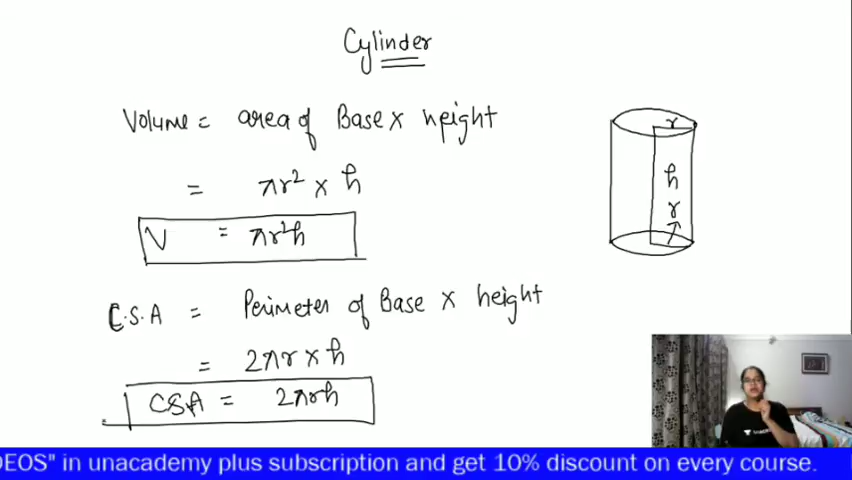 Cylinder
Volume = area of Base x height
= πr² x h
V = πr²h
C.S.A = Perimeter of Base x height
= 2πr x h
CSA = 2πrh
r
h
r
DEOS" in unacademy plus subscription and get 10% discount on every course.